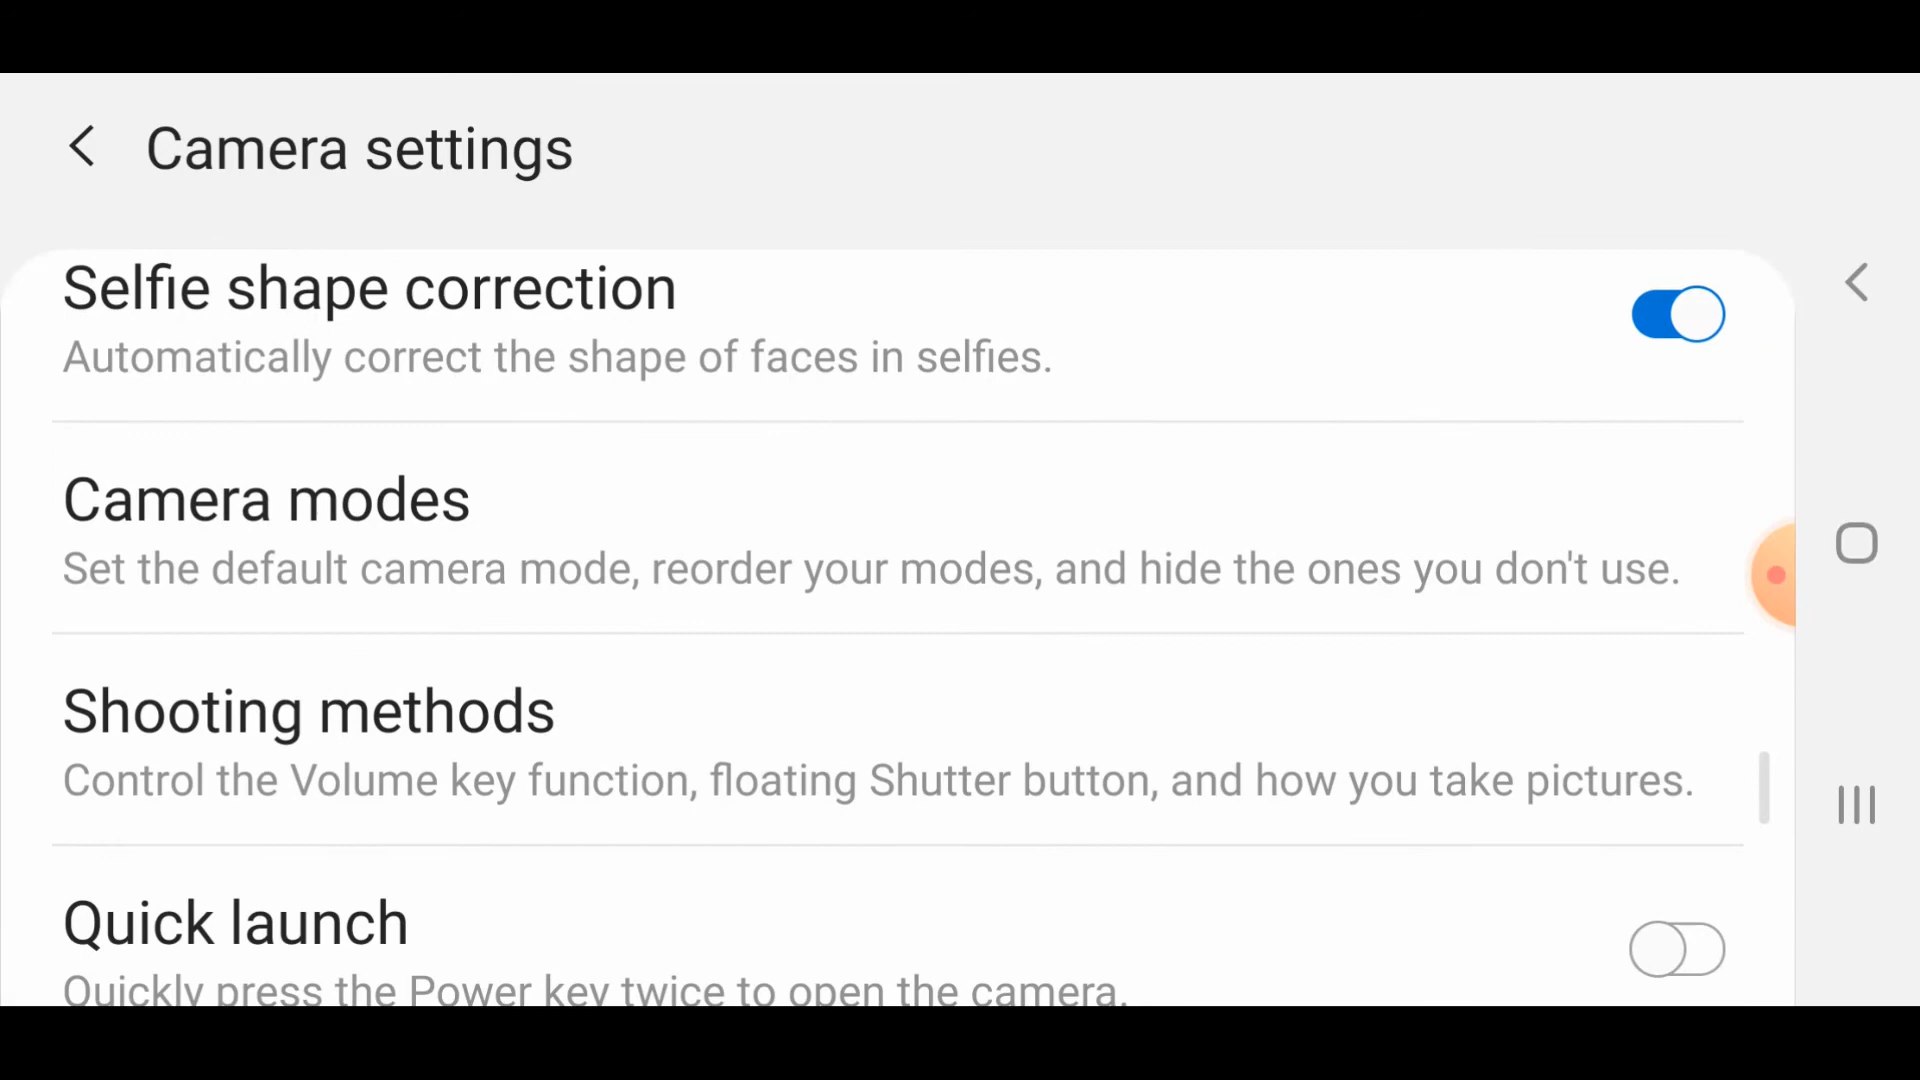 Camera settings
Selfie shape correction
Automatically correct the shape of faces in selfies.
Camera modes
Set the default camera mode, reorder your modes, and hide the ones you don't use.
Shooting methods
Control the Volume key function, floating Shutter button, and how you take pictures.
Quick launch
Quickly press the Power key twice to open the camera.